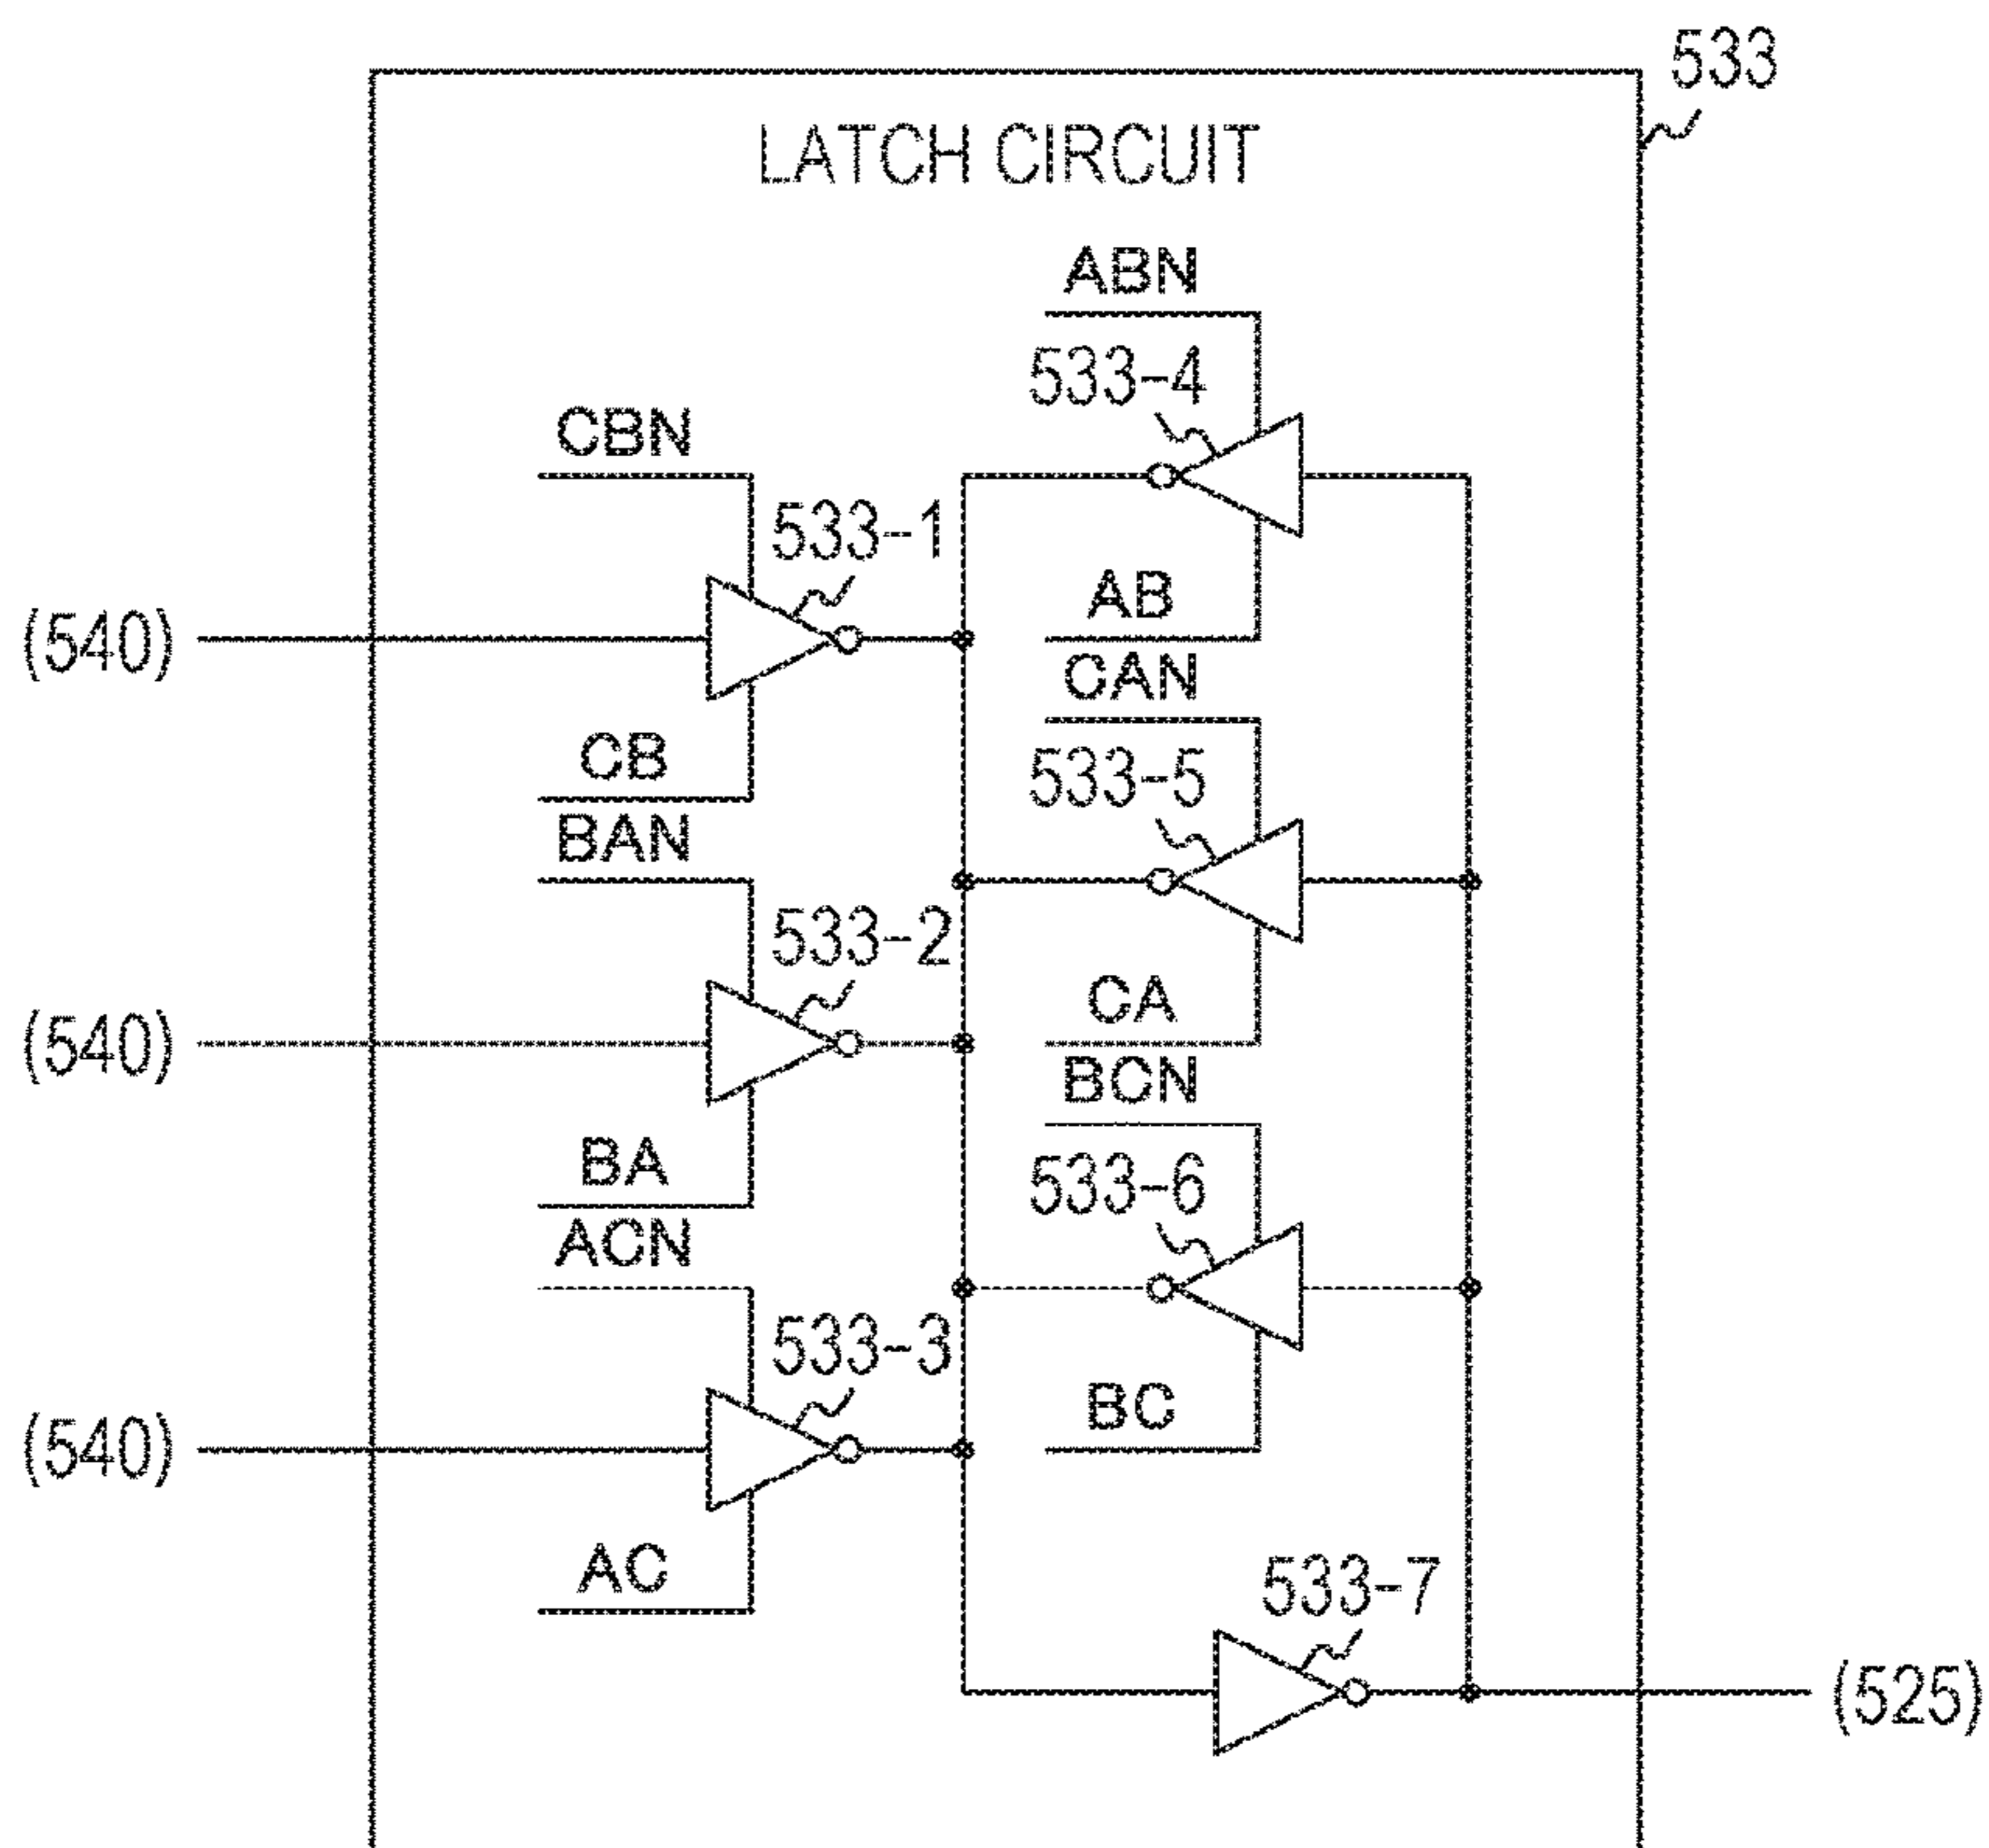 533
LATCH CIRCUIT
ABN
533-4
CBN
533-1
AB
(540)
CAN
CB
533-5
BAN
533-2
CA
(540)
BCN
BA
533-6
ACN
533-3
BC
(540)
AC
533-7
(525)